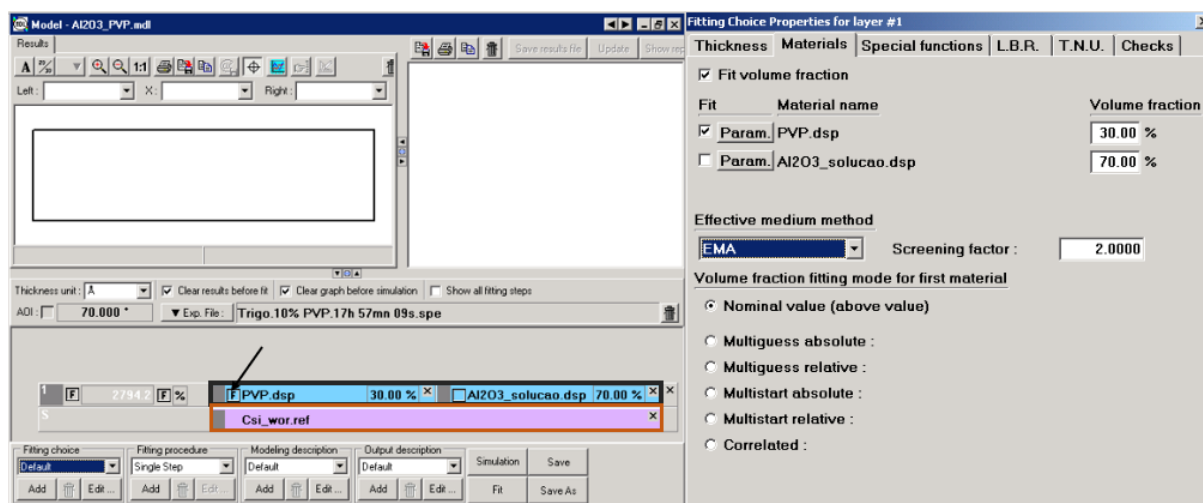 Model - Al2O3_PVP.mdl
Results
Save results file Update Show rep
A 1:1
Left : X : Right :
Thickness unit : Å Clear results before fit Clear graph before simulation Show all fitting steps
AOI : 70.000 ° Exp. File : Trigo.10% PVP.17h 57mn 09s.spe
1 F 2794.2 F % F PVP.dsp 30.00 % × Al2O3_solucao.dsp 70.00 % × ×
S Csi_wor.ref ×
Fitting choice Fitting procedure Modeling description Output description
Default Single Step Default Default Simulation Save
Add Edit ... Add Edit ... Add Edit ... Add Edit ... Fit Save As
Fitting Choice Properties for layer #1
Thickness Materials Special functions L.B.R. T.N.U. Checks
Fit volume fraction
Fit Material name Volume fraction
Param. PVP.dsp 30.00 %
Param. Al2O3_solucao.dsp 70.00 %
Effective medium method
EMA Screening factor : 2.0000
Volume fraction fitting mode for first material
Nominal value (above value)
Multiguess absolute :
Multiguess relative :
Multistart absolute :
Multistart relative :
Correlated :